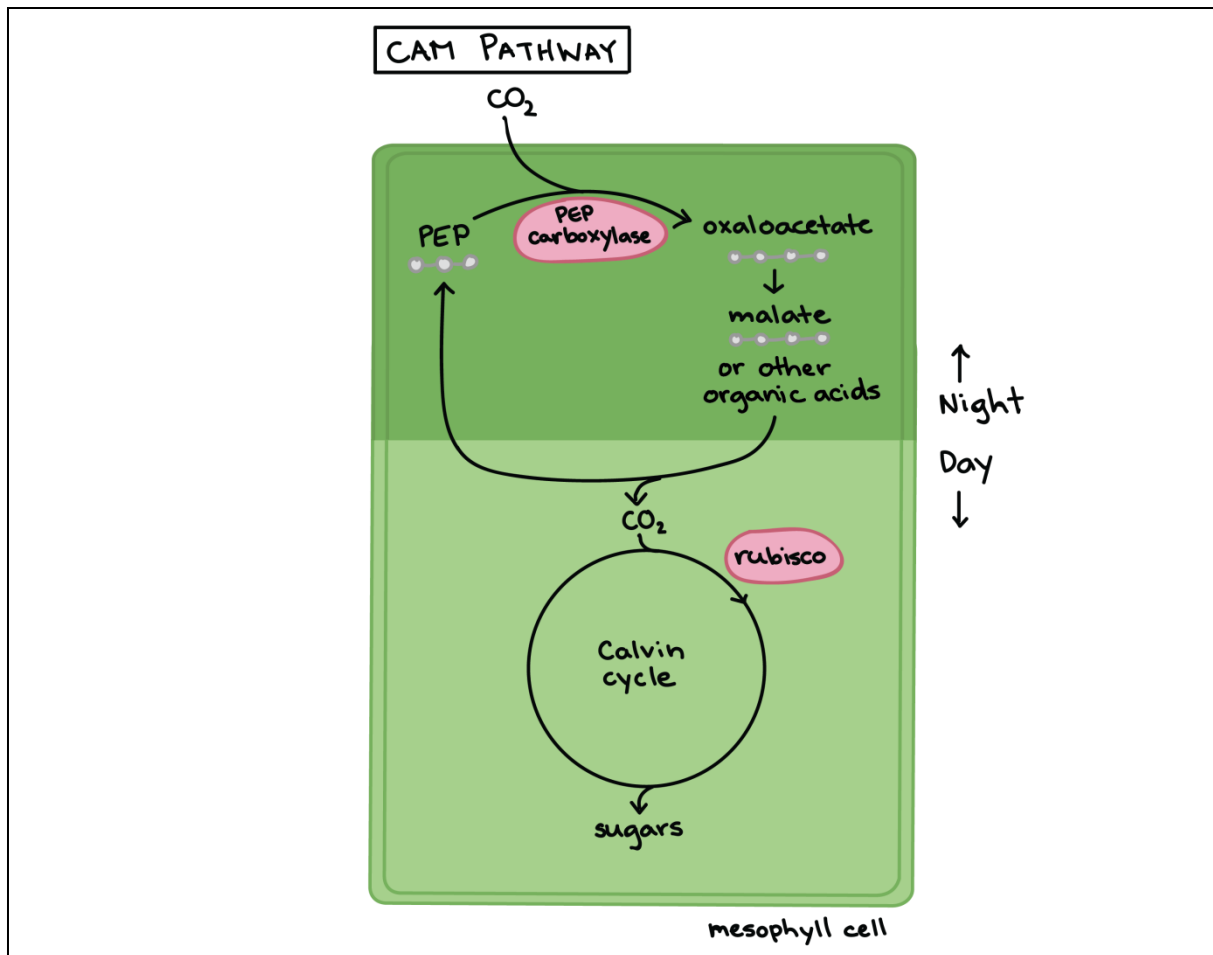 CAM PATHWAY
CO₂
PEP
PEP
carboxylase
oxaloacetate
malate
or other
organic acids
Night
Day
CO₂
rubisco
Calvin
cycle
sugars
mesophyll cell